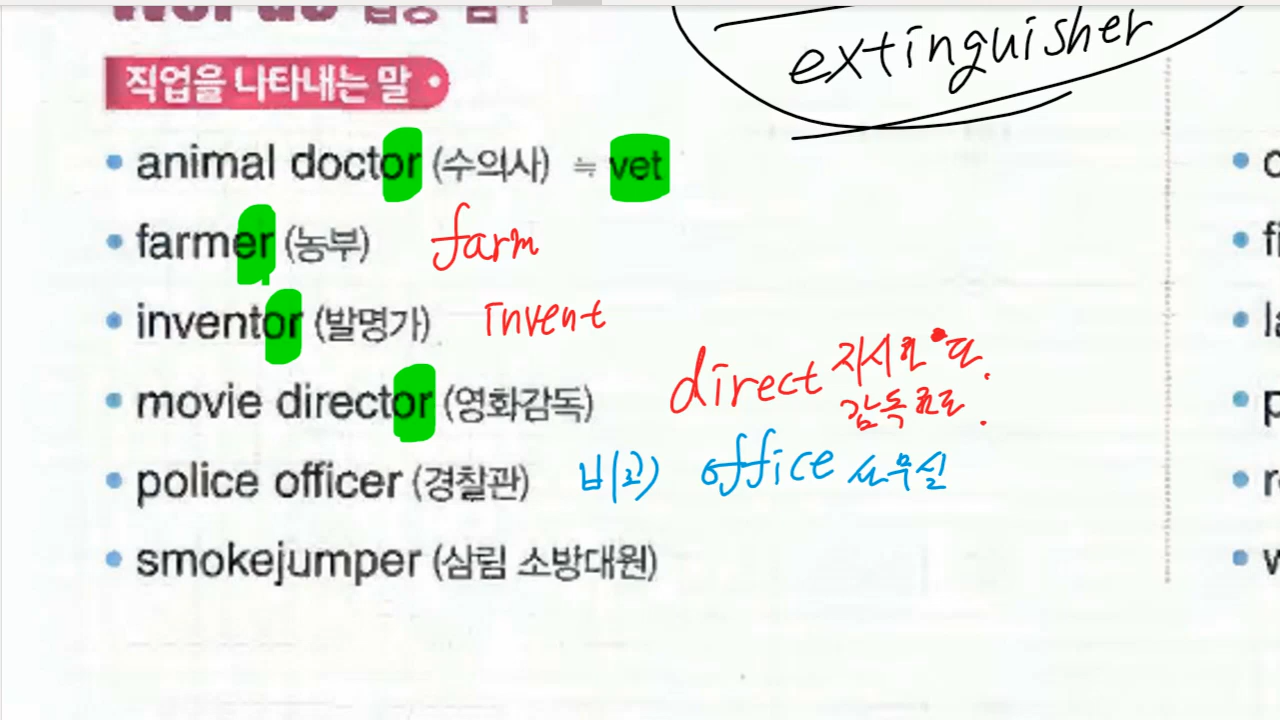 extinguisher
직업을 나타내는 말
animal doctor (수의사) ≒ vet
farmer (농부) farm
inventor (발명가) invent
direct 지시하다.
movie director (영화감독) 감독하다.
police officer (경찰관) 비교) office 사무실
smokejumper (삼림 소방대원)